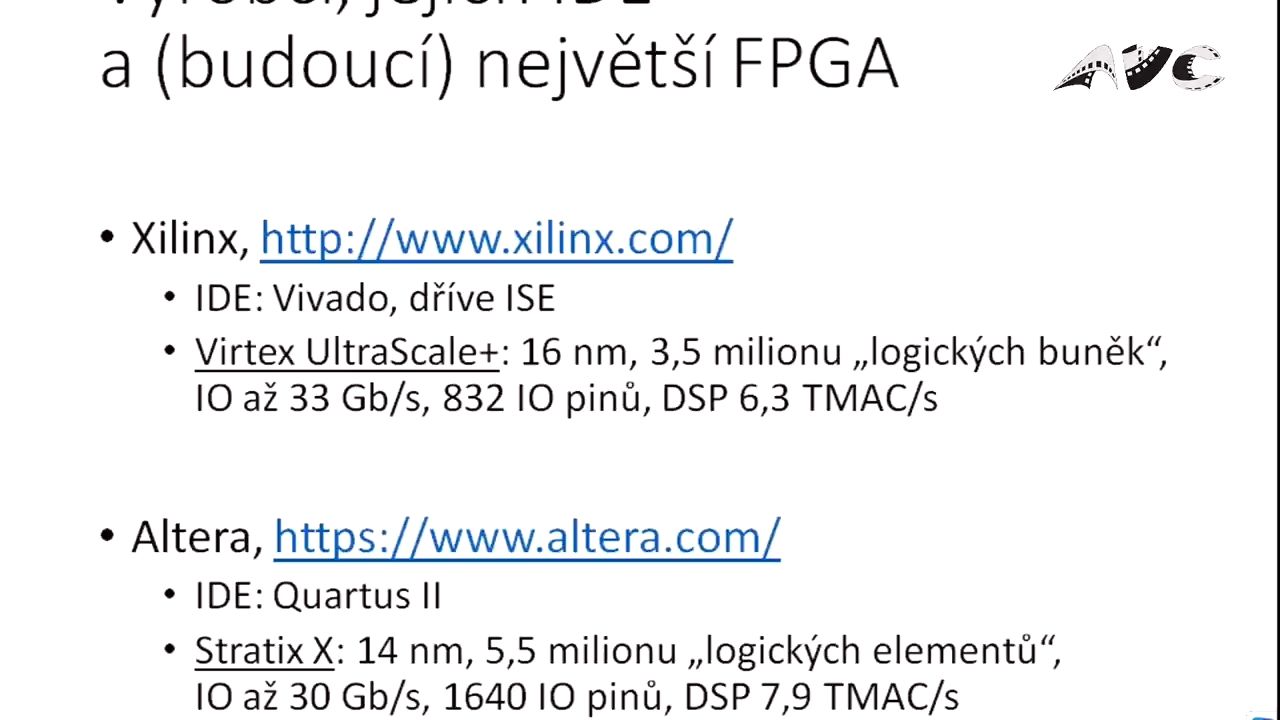 Výrobci, jejich IDE
a (budoucí) největší FPGA
AVC
• Xilinx, http://www.xilinx.com/
• IDE: Vivado, dříve ISE
• Virtex UltraScale+: 16 nm, 3,5 milionu „logických buněk“,
IO až 33 Gb/s, 832 IO pinů, DSP 6,3 TMAC/s
• Altera, https://www.altera.com/
• IDE: Quartus II
• Stratix X: 14 nm, 5,5 milionu „logických elementů“,
IO až 30 Gb/s, 1640 IO pinů, DSP 7,9 TMAC/s